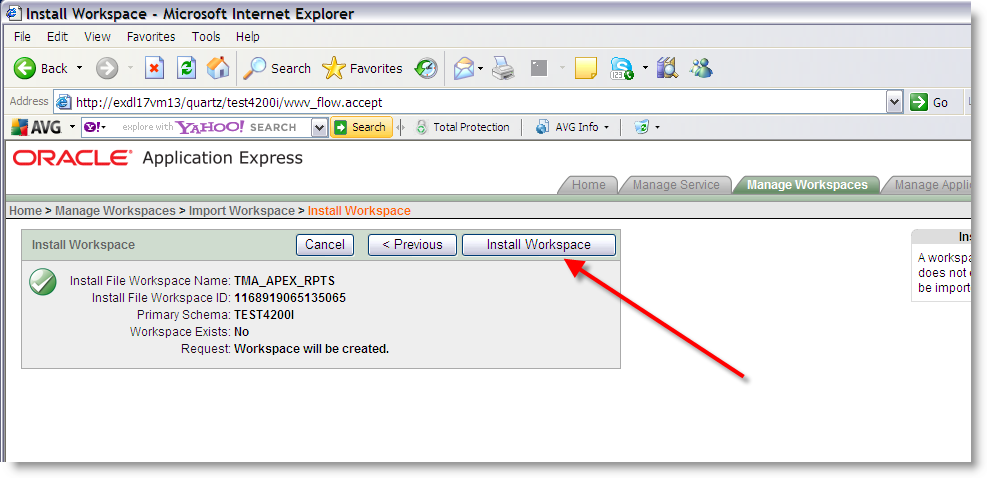 Install Workspace - Microsoft Internet Explorer
File Edit View Favorites Tools Help
Back Search Favorites
Address http://exdl17vm13/quartz/test4200i/wwv_flow.accept Go
AVG Y! explore with YAHOO! SEARCH Search Total Protection AVG Info
ORACLE Application Express
Home Manage Service Manage Workspaces Manage Appli
Home > Manage Workspaces > Import Workspace > Install Workspace
Install Workspace Cancel < Previous Install Workspace
Install File Workspace Name: TMA_APEX_RPTS
Install File Workspace ID: 1168919065135065
Primary Schema: TEST4200I
Workspace Exists: No
Request: Workspace will be created.
Ins
A workspa
does not
be import